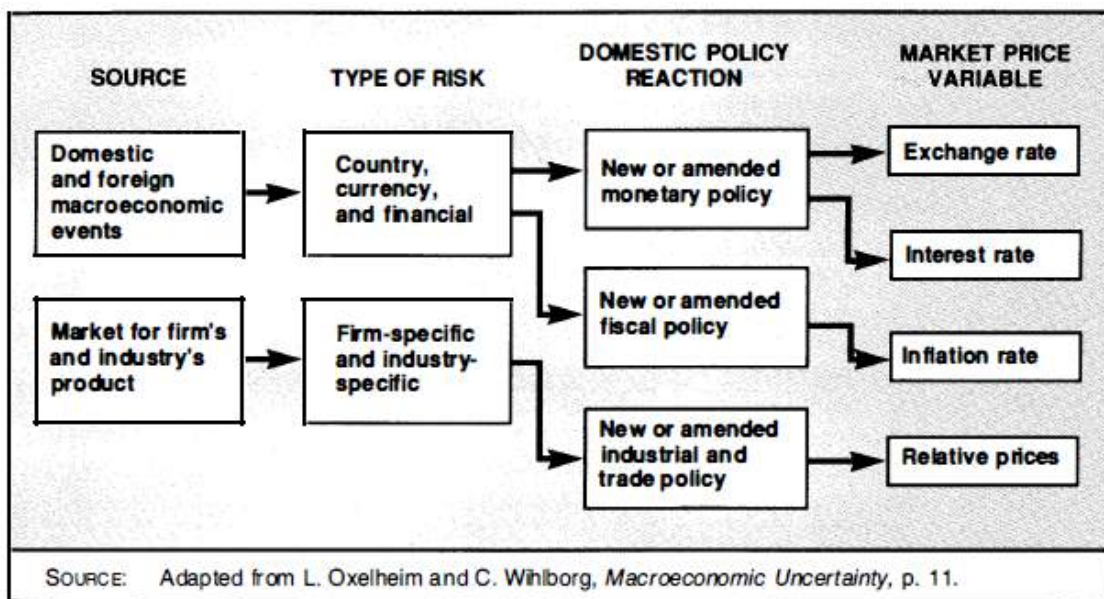 SOURCE
TYPE OF RISK
DOMESTIC POLICY
REACTION
MARKET PRICE
VARIABLE
Domestic
and foreign
macroeconomic
events
Country,
currency,
and financial
New or amended
monetary policy
Exchange rate
Interest rate
Market for firm's
and industry's
product
Firm-specific
and industry-
specific
New or amended
fiscal policy
Inflation rate
New or amended
industrial and
trade policy
Relative prices
SOURCE: Adapted from L. Oxelheim and C. Wihlborg, Macroeconomic Uncertainty, p. 11.